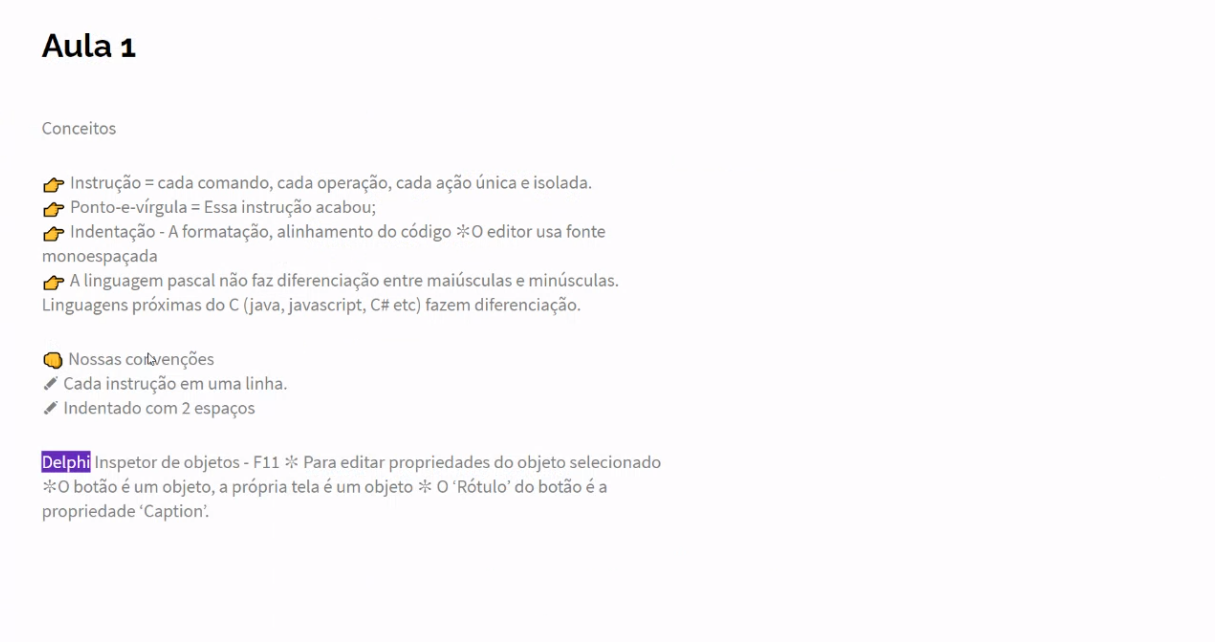 Aula 1
Conceitos
👉 Instrução = cada comando, cada operação, cada ação única e isolada.
👉 Ponto-e-vírgula = Essa instrução acabou;
👉 Indentação - A formatação, alinhamento do código ✼O editor usa fonte
monoespaçada
👉 A linguagem pascal não faz diferenciação entre maiúsculas e minúsculas.
Linguagens próximas do C (java, javascript, C# etc) fazem diferenciação.
👊 Nossas convenções
✐ Cada instrução em uma linha.
✐ Indentado com 2 espaços
Delphi Inspetor de objetos - F11 ✼ Para editar propriedades do objeto selecionado
✼O botão é um objeto, a própria tela é um objeto ✼ O ‘Rótulo’ do botão é a
propriedade ‘Caption’.